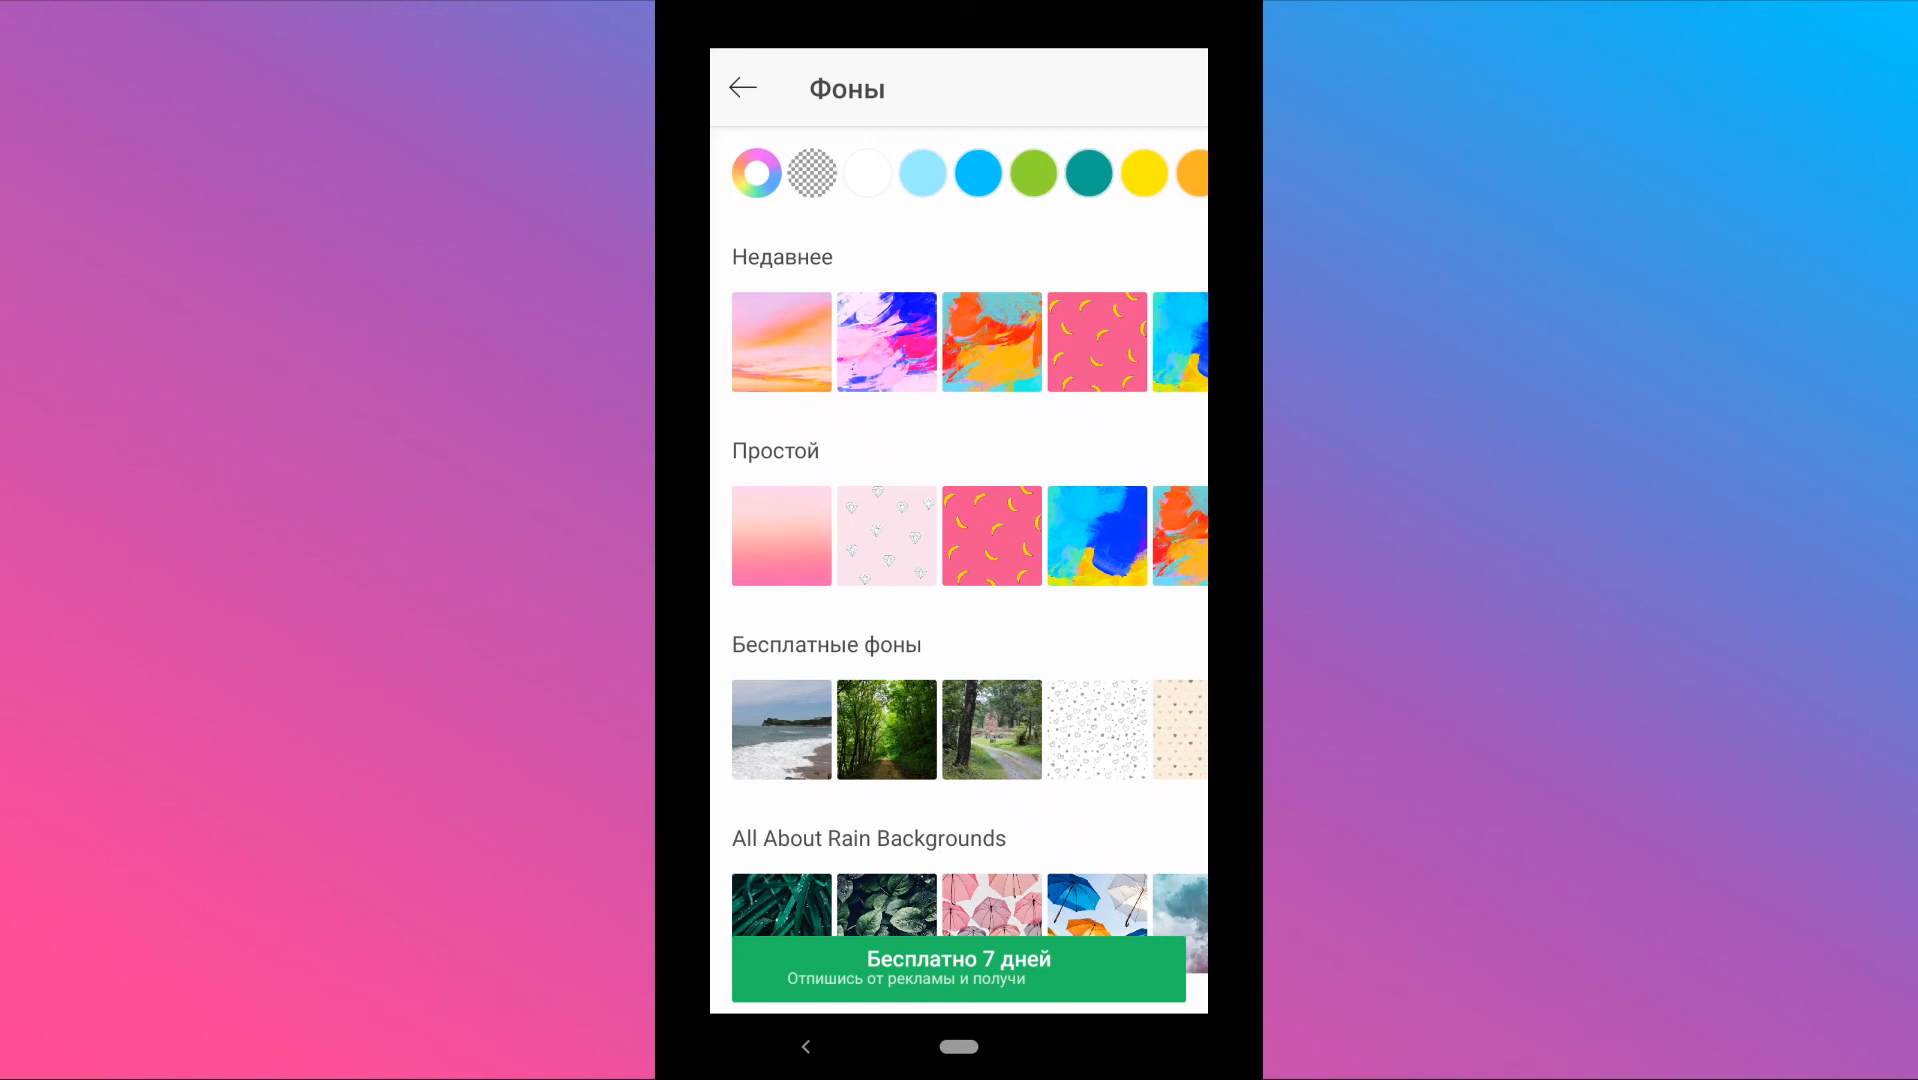 Фоны
Недавнее
Простой
Бесплатные фоны
All About Rain Backgrounds
Бесплатно 7 дней
Отпишись от рекламы и получи